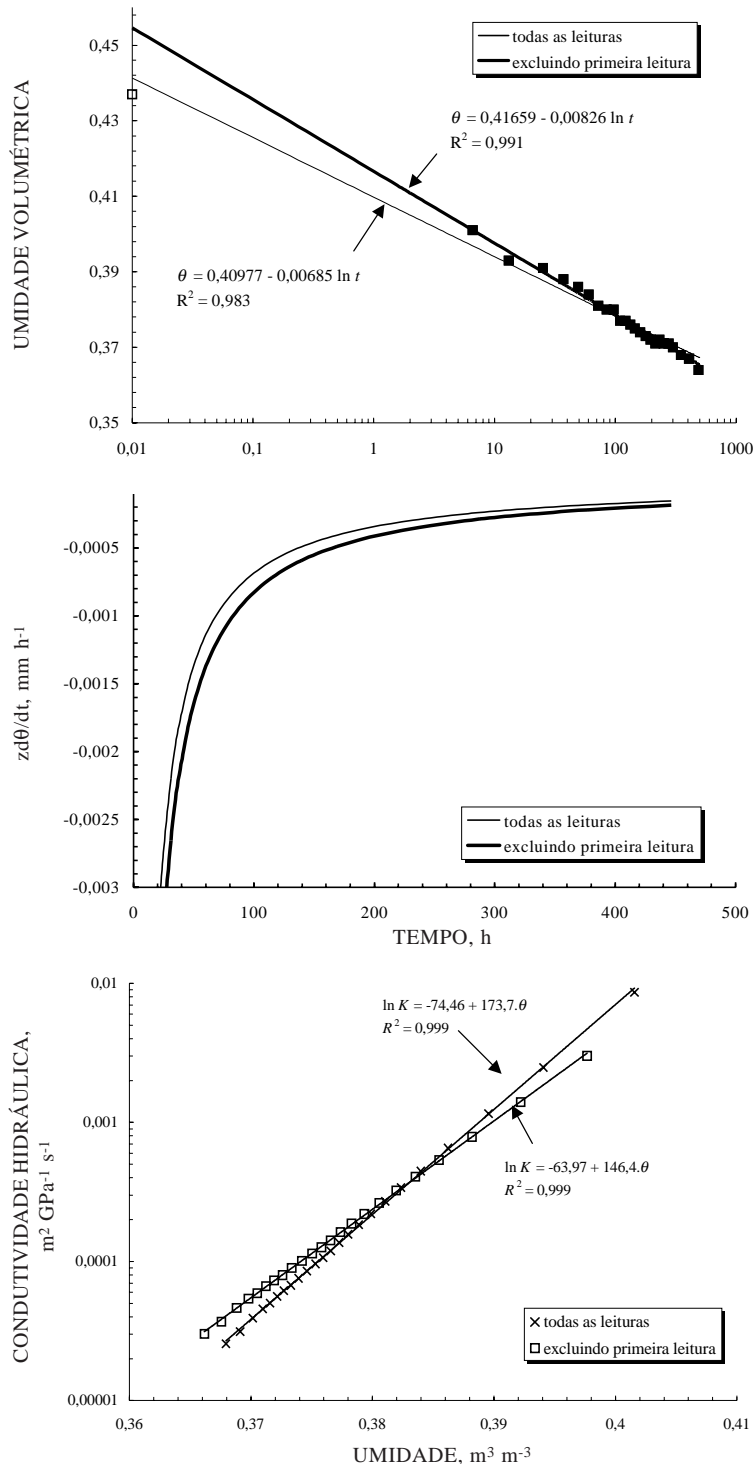 UMIDADE VOLUMÉTRICA
0,45
0,43
0,41
0,39
0,37
0,35
todas as leituras
excluindo primeira leitura
θ = 0,41659 - 0,00826 ln t
R² = 0,991
θ = 0,40977 - 0,00685 ln t
R² = 0,983
0,01
0,1
1
10
100
1000
zdθ/dt, mm h⁻¹
-0,0005
-0,001
-0,0015
-0,002
-0,0025
-0,003
todas as leituras
excluindo primeira leitura
0
100
200
300
400
500
TEMPO, h
CONDUTIVIDADE HIDRÁULICA,
m² GPa⁻¹ s⁻¹
0,01
0,001
0,0001
0,00001
ln K = -74,46 + 173,7.θ
R² = 0,999
ln K = -63,97 + 146,4.θ
R² = 0,999
todas as leituras
excluindo primeira leitura
0,36
0,37
0,38
0,39
0,4
0,41
UMIDADE, m³ m⁻³